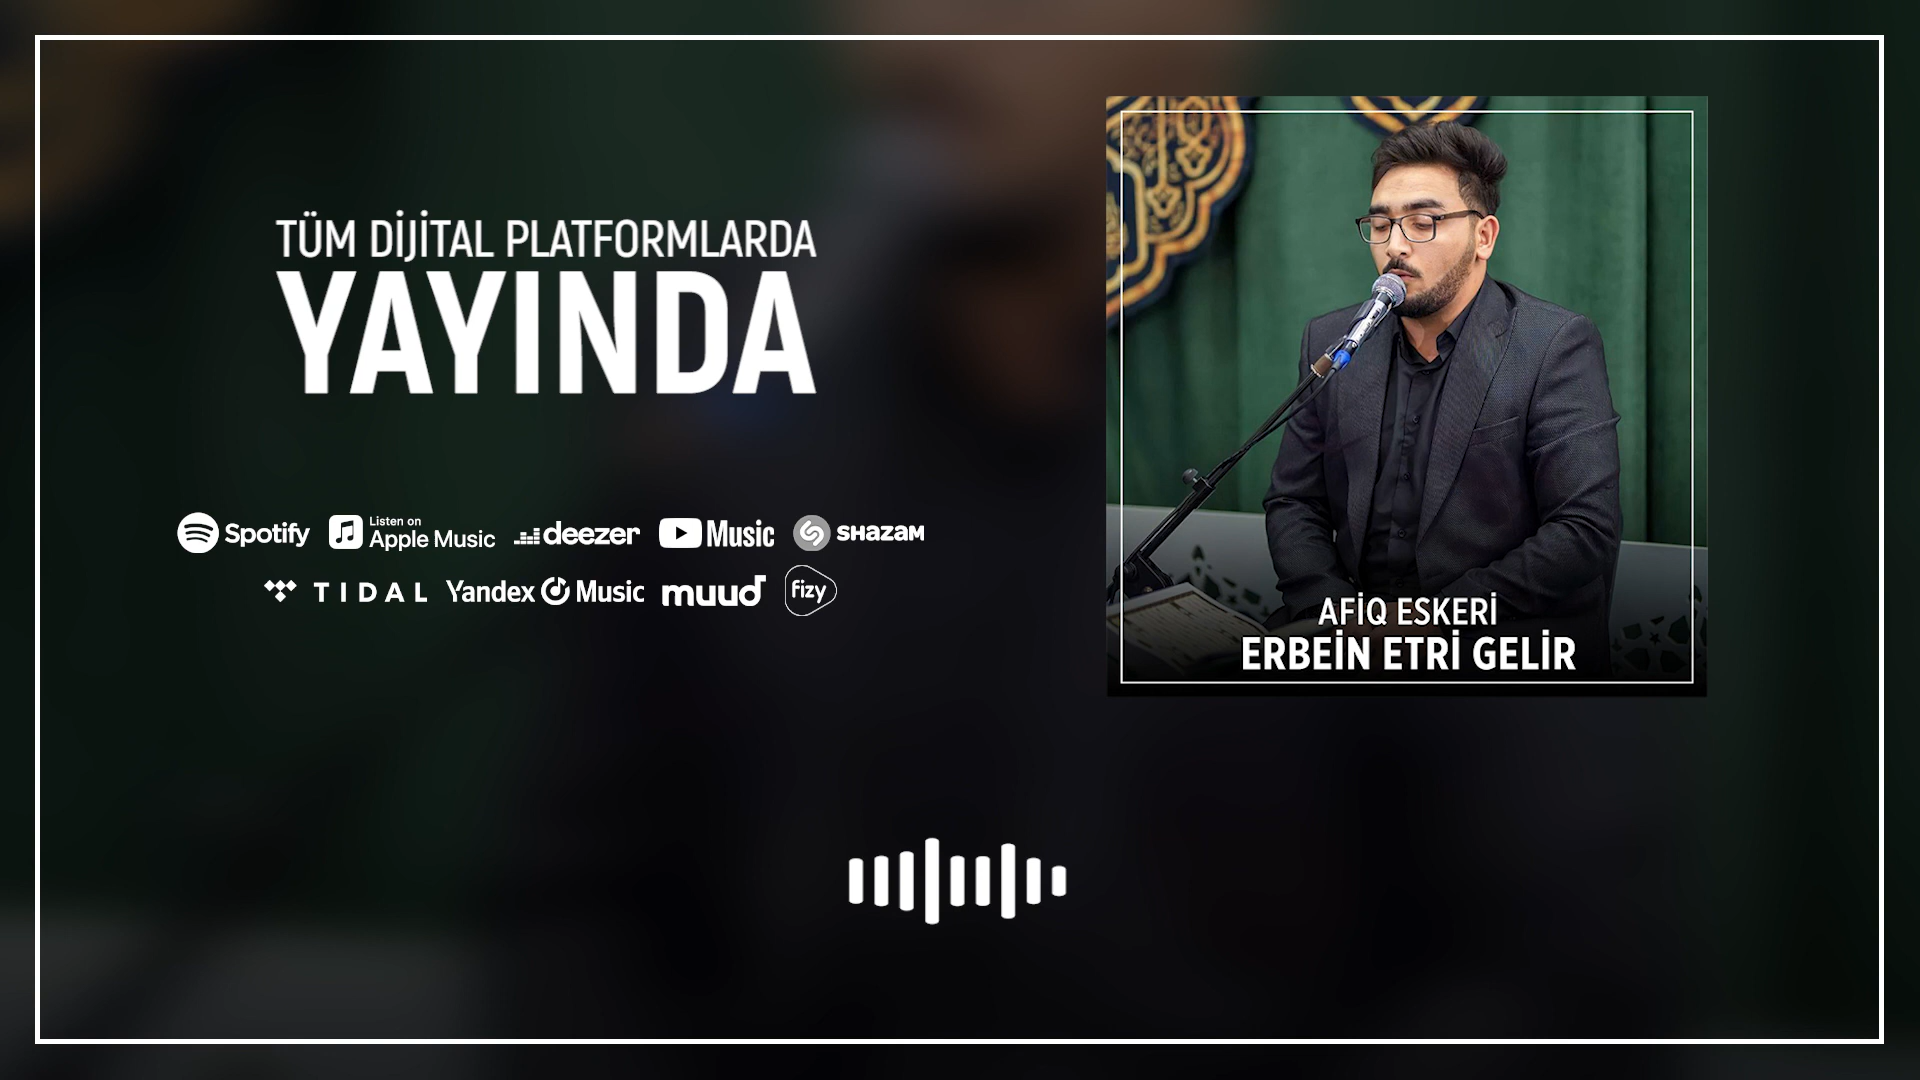 TÜM DİJİTAL PLATFORMLARDA
YAYINDA
Spotify Listen on Apple Music deezer Music SHAZAM
TIDAL Yandex Music muud fizy
AFİQ ESKERİ
ERBEİN ETRİ GELİR